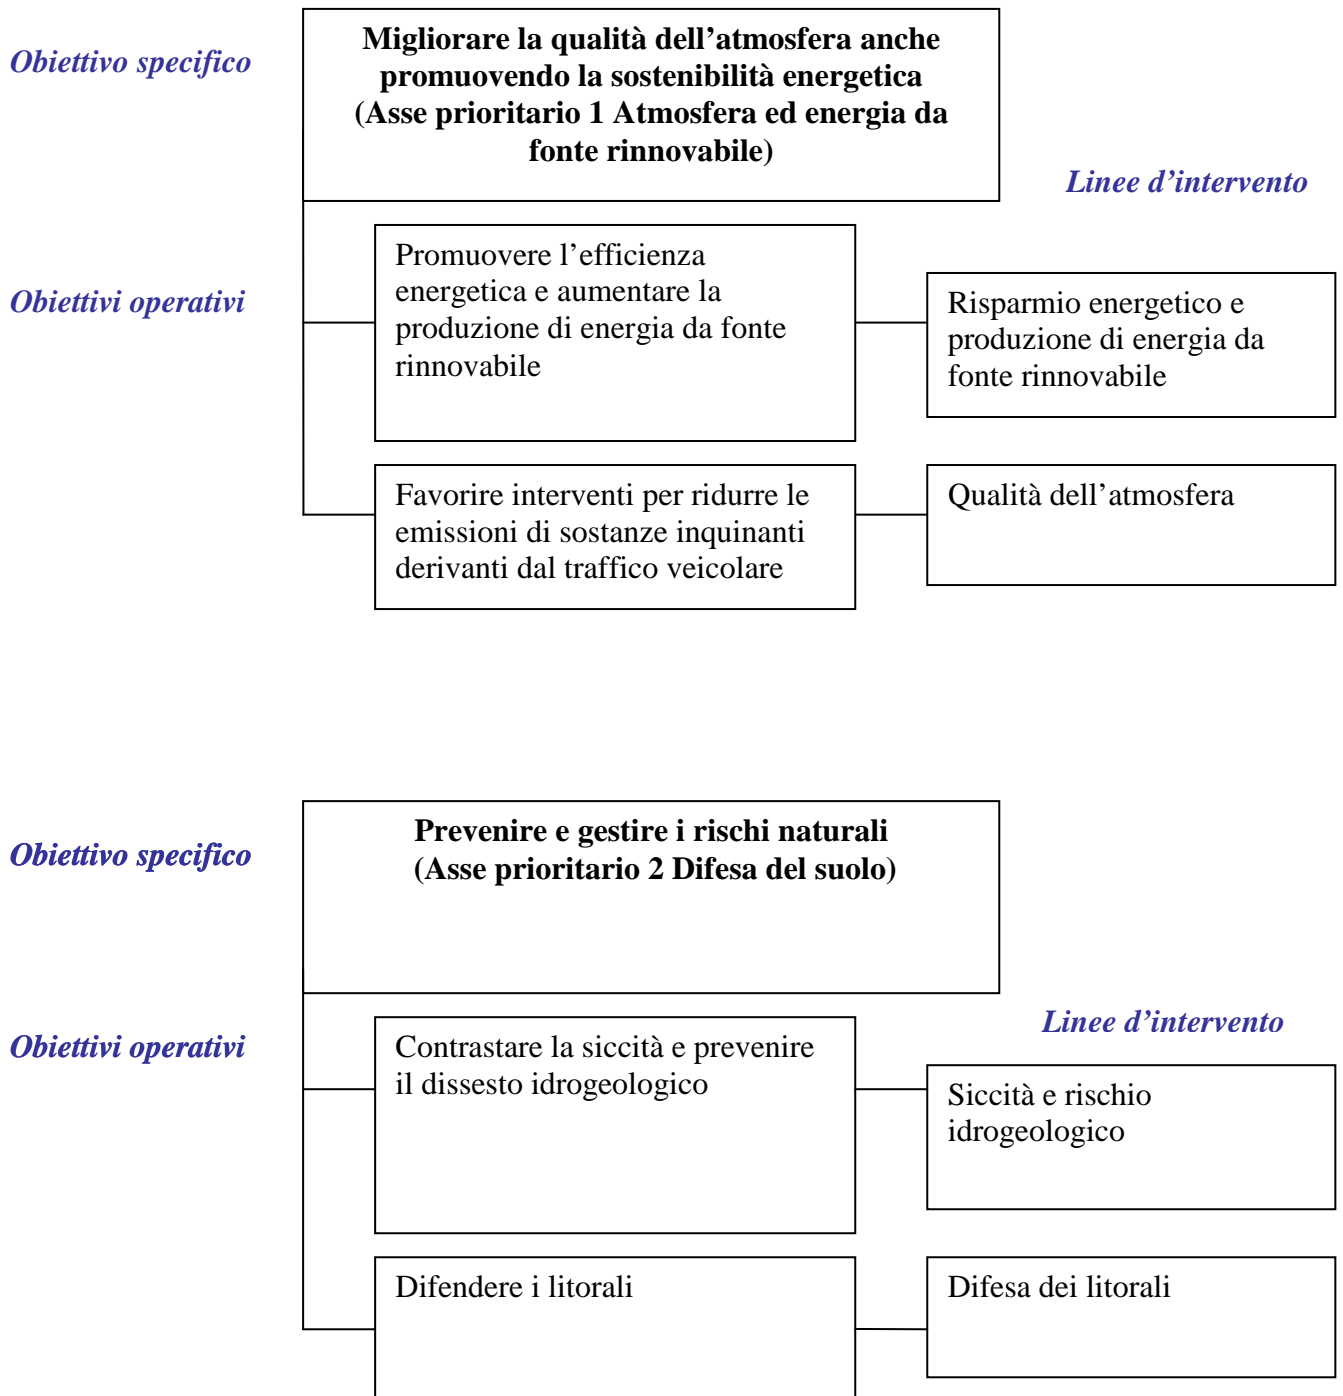 Obiettivo specifico
Migliorare la qualità dell’atmosfera anche
promuovendo la sostenibilità energetica
(Asse prioritario 1 Atmosfera ed energia da
fonte rinnovabile)
Linee d’intervento
Obiettivi operativi
Promuovere l’efficienza
energetica e aumentare la
produzione di energia da fonte
rinnovabile
Risparmio energetico e
produzione di energia da
fonte rinnovabile
Favorire interventi per ridurre le
emissioni di sostanze inquinanti
derivanti dal traffico veicolare
Qualità dell’atmosfera
Obiettivo specifico
Prevenire e gestire i rischi naturali
(Asse prioritario 2 Difesa del suolo)
Linee d’intervento
Obiettivi operativi
Contrastare la siccità e prevenire
il dissesto idrogeologico
Siccità e rischio
idrogeologico
Difendere i litorali
Difesa dei litorali